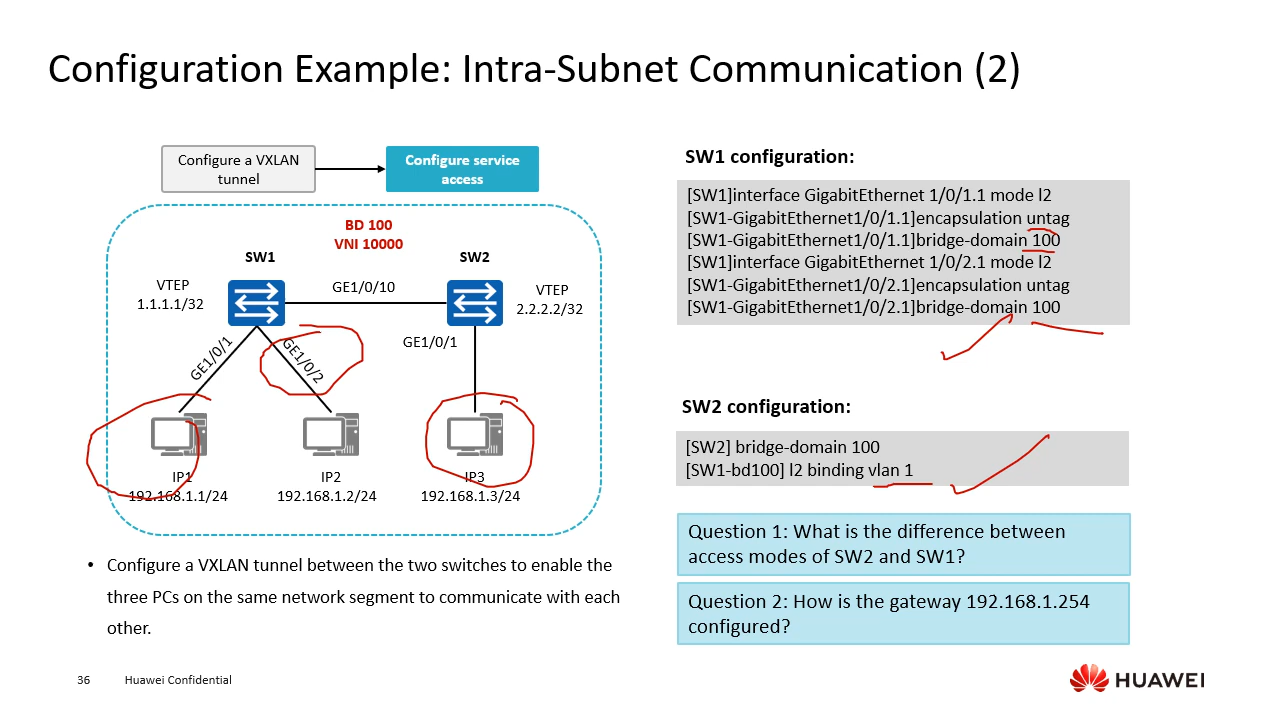 Configuration Example: Intra-Subnet Communication (2)
Configure a VXLAN
tunnel
Configure service
access
BD 100
VNI 10000
SW1
SW2
VTEP
1.1.1.1/32
GE1/0/10
VTEP
2.2.2.2/32
GE1/0/1
GE1/0/2
GE1/0/1
IP1
192.168.1.1/24
IP2
192.168.1.2/24
IP3
192.168.1.3/24
• Configure a VXLAN tunnel between the two switches to enable the
three PCs on the same network segment to communicate with each
other.
SW1 configuration:
[SW1]interface GigabitEthernet 1/0/1.1 mode l2
[SW1-GigabitEthernet1/0/1.1]encapsulation untag
[SW1-GigabitEthernet1/0/1.1]bridge-domain 100
[SW1]interface GigabitEthernet 1/0/2.1 mode l2
[SW1-GigabitEthernet1/0/2.1]encapsulation untag
[SW1-GigabitEthernet1/0/2.1]bridge-domain 100
SW2 configuration:
[SW2] bridge-domain 100
[SW1-bd100] l2 binding vlan 1
Question 1: What is the difference between
access modes of SW2 and SW1?
Question 2: How is the gateway 192.168.1.254
configured?
36 Huawei Confidential
HUAWEI